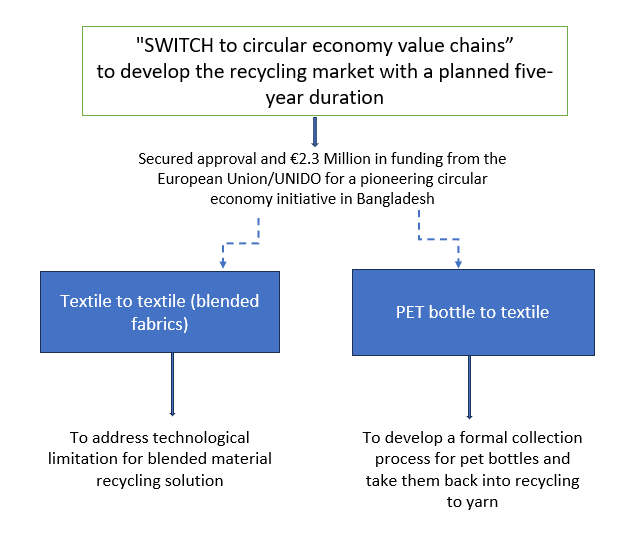 "SWITCH to circular economy value chains”
to develop the recycling market with a planned five-
year duration
Secured approval and €2.3 Million in funding from the
European Union/UNIDO for a pioneering circular
economy initiative in Bangladesh
Textile to textile (blended
fabrics)
PET bottle to textile
To address technological
limitation for blended material
recycling solution
To develop a formal collection
process for pet bottles and
take them back into recycling
to yarn